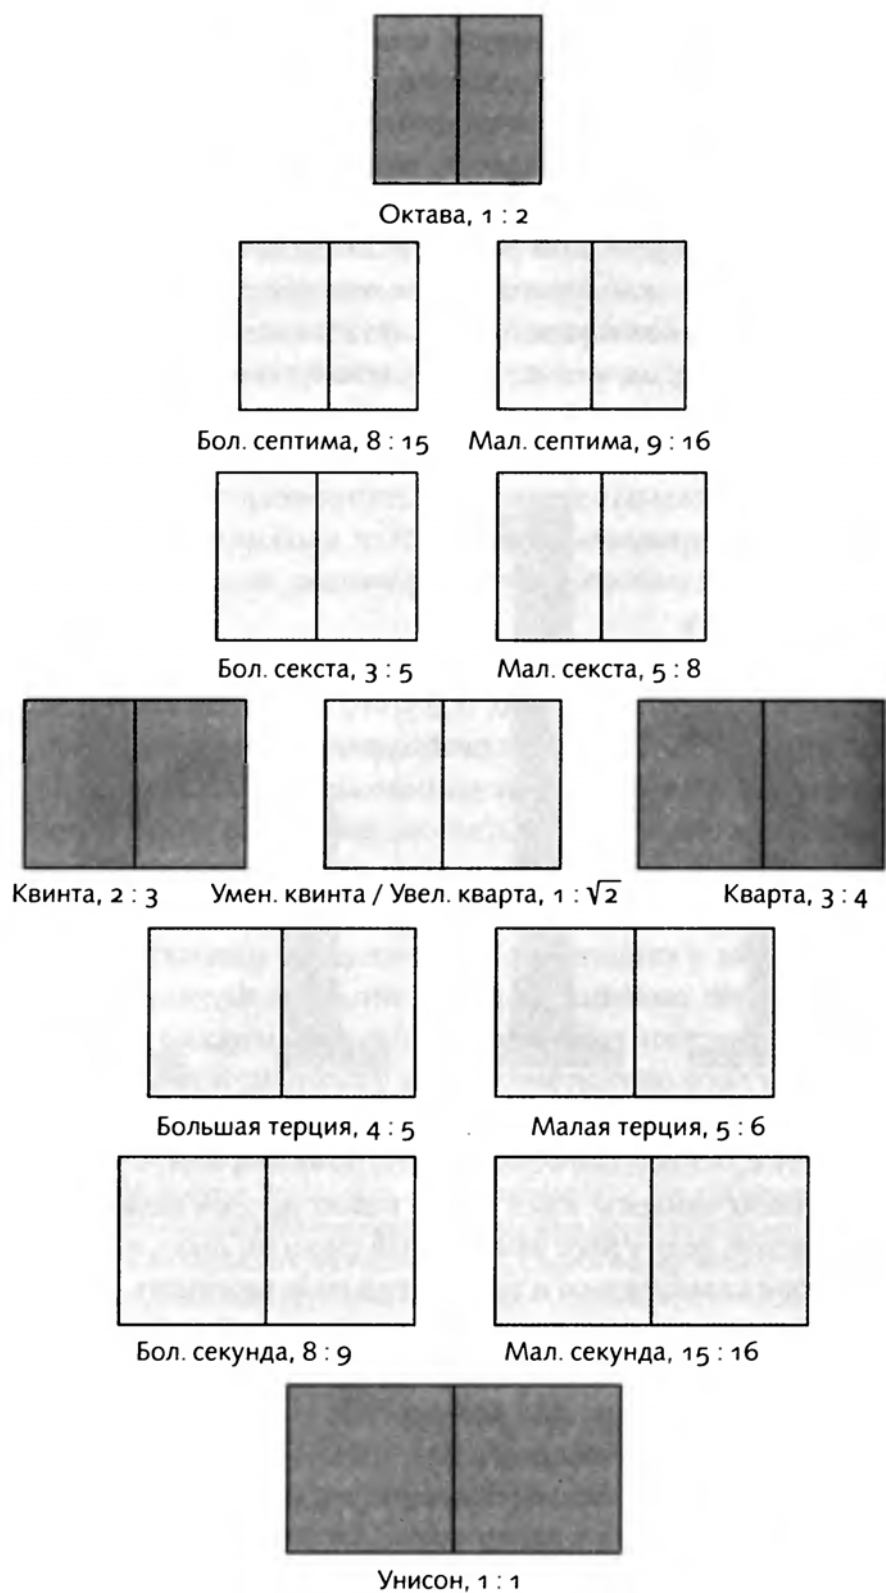 Октава, 1 : 2
Бол. септима, 8 : 15 Мал. септима, 9 : 16
Бол. секста, 3 : 5 Мал. секста, 5 : 8
Квинта, 2 : 3 Умен. квинта / Увел. кварта, 1 : √2 Кварта, 3 : 4
Большая терция, 4 : 5 Малая терция, 5 : 6
Бол. секунда, 8 : 9 Мал. секунда, 15 : 16
Унисон, 1 : 1